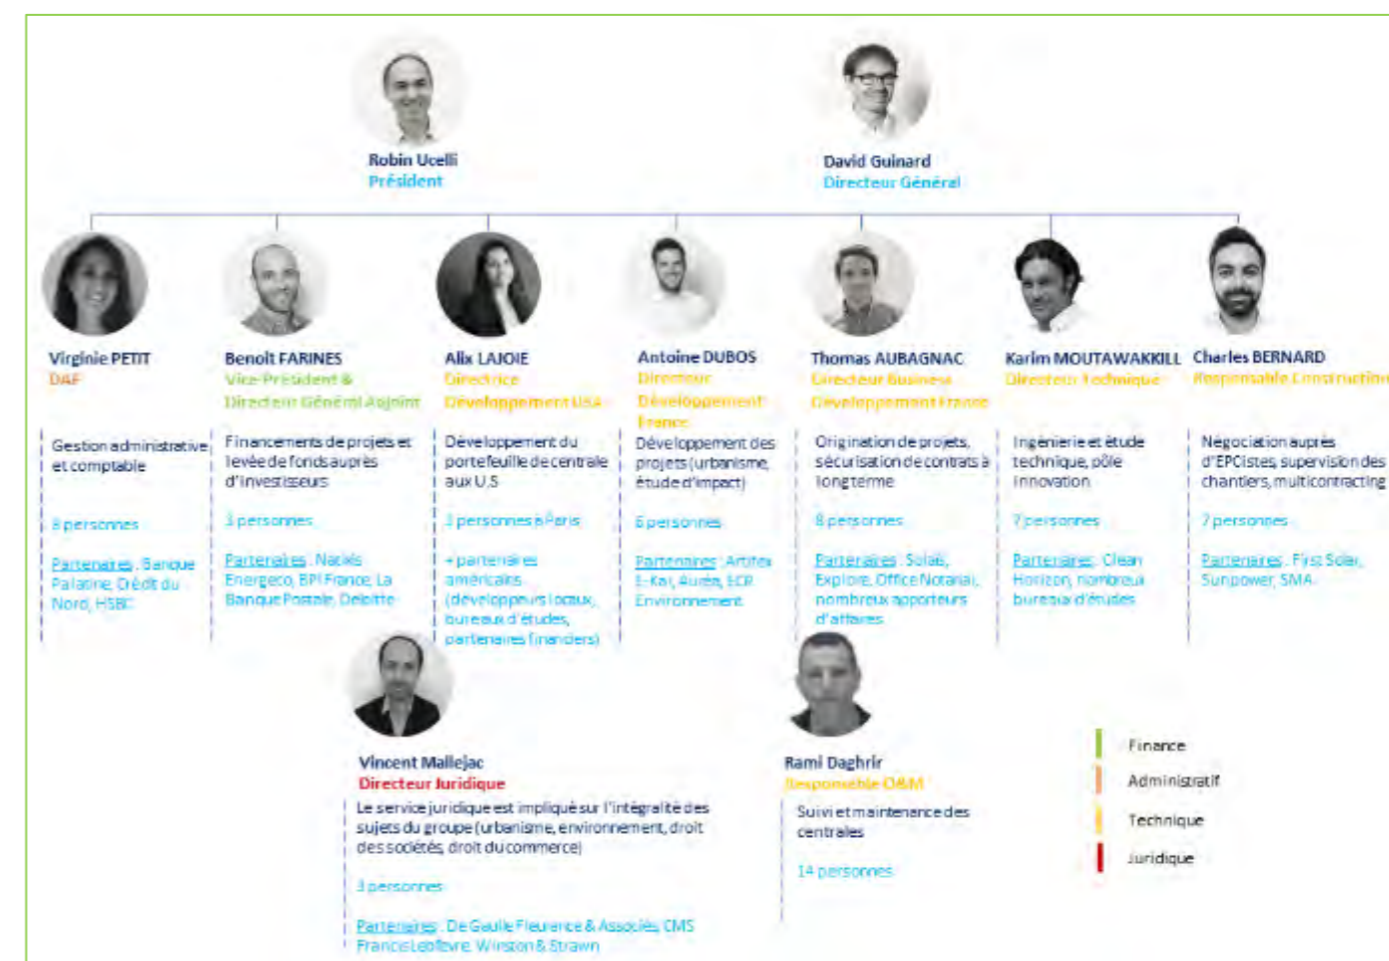 Robin Ucelli
Président
David Guinard
Directeur Général
Virginie PETIT
DAF
Gestion administrative
et comptable
8 personnes
Partenaires : Banque
Palatine, Crédit du
Nord, HSBC
Benoît FARINES
Vice-Président &
Directeur Général Adjoint
Financements de projets et
levée de fonds auprès
d'investisseurs
3 personnes
Partenaires : Natixis
Energeco, BPI France, La
Banque Postale, Deloitte
Alix LAJOIE
Directrice
Développement USA
Développement du
portefeuille de centrale
aux U.S
3 personnes à Paris
+ partenaires
américains
(développeurs locaux,
bureaux d'études,
partenaires financiers)
Antoine DUBOS
Directeur
Développement
France
Développement des
projets (urbanisme,
étude d'impact)
6 personnes
Partenaires : Artifex
E-Kai, Auréa, ECR
Environnement
Thomas AUBAGNAC
Directeur Business
Développement France
Origination de projets,
sécurisation de contrats à
long terme
8 personnes
Partenaires : Solais,
Explore, Office Notarial,
nombreux apporteurs
d'affaires
Karim MOUTAWAKKILL
Directeur Technique
Ingénierie et étude
technique, pôle
innovation
7 personnes
Partenaires : Clean
Horizon, nombreux
bureaux d'études
Charles BERNARD
Responsable Construction
Négociation auprès
d'EPCistes, supervision des
chantiers, multicontracting
7 personnes
Partenaires : First Solar,
Sunpower, SMA
Vincent Mallejac
Directeur Juridique
Le service juridique est impliqué sur l'intégralité des
sujets du groupe (urbanisme, environnement, droit
des sociétés, droit du commerce)
3 personnes
Partenaires : De Gaulle Fleurance & Associés, CMS
Francis Lebfevre, Winston & Strawn
Rami Daghrir
Responsable O&M
Suivi et maintenance des
centrales
14 personnes
Finance
Administratif
Technique
Juridique